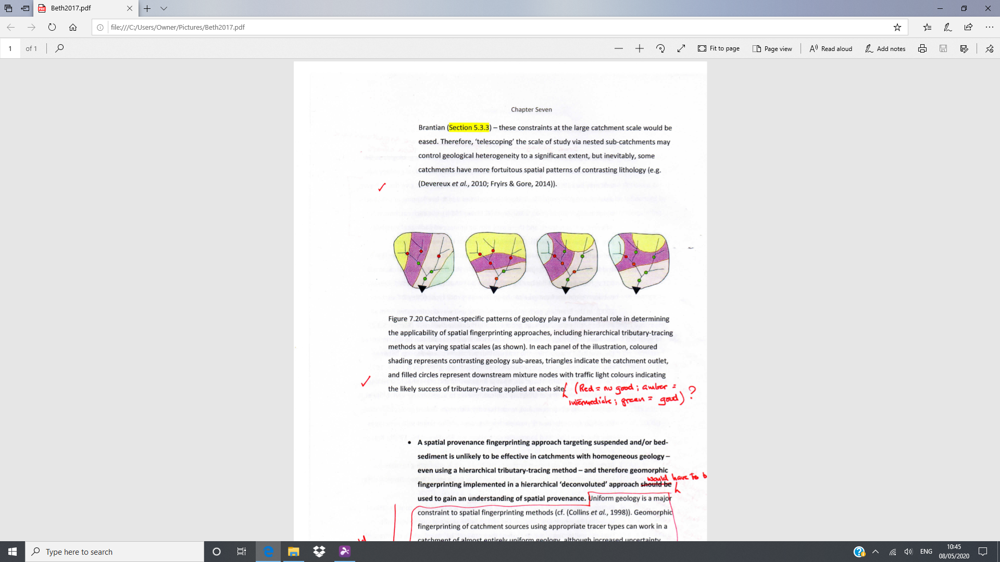 Beth2017.pdf
file:///C:/Users/Owner/Pictures/Beth2017.pdf
1 of 1
Fit to page
Page view
Read aloud
Add notes
Chapter Seven
Brantian (Section 5.3.3) – these constraints at the large catchment scale would be
eased. Therefore, ‘telescoping’ the scale of study via nested sub-catchments may
control geological heterogeneity to a significant extent, but inevitably, some
catchments have more fortuitous spatial patterns of contrasting lithology (e.g.
(Devereux et al., 2010; Fryirs & Gore, 2014)).
Figure 7.20 Catchment-specific patterns of geology play a fundamental role in determining
the applicability of spatial fingerprinting approaches, including hierarchical tributary-tracing
methods at varying spatial scales (as shown). In each panel of the illustration, coloured
shading represents contrasting geology sub-areas, triangles indicate the catchment outlet,
and filled circles represent downstream mixture nodes with traffic light colours indicating
the likely success of tributary-tracing applied at each site.
(Red = no good; amber =
intermediate; green = good)?
• A spatial provenance fingerprinting approach targeting suspended and/or bed-
sediment is unlikely to be effective in catchments with homogeneous geology –
even using a hierarchical tributary-tracing method – and therefore geomorphic
would have to b
fingerprinting implemented in a hierarchical ‘deconvoluted’ approach should be
used to gain an understanding of spatial provenance. Uniform geology is a major
constraint to spatial fingerprinting methods (cf. (Collins et al., 1998)). Geomorphic
fingerprinting of catchment sources using appropriate tracer types can work in a
catchment of almost entirely uniform geology, although increased uncertainty
Type here to search
ENG
10:45
08/05/2020